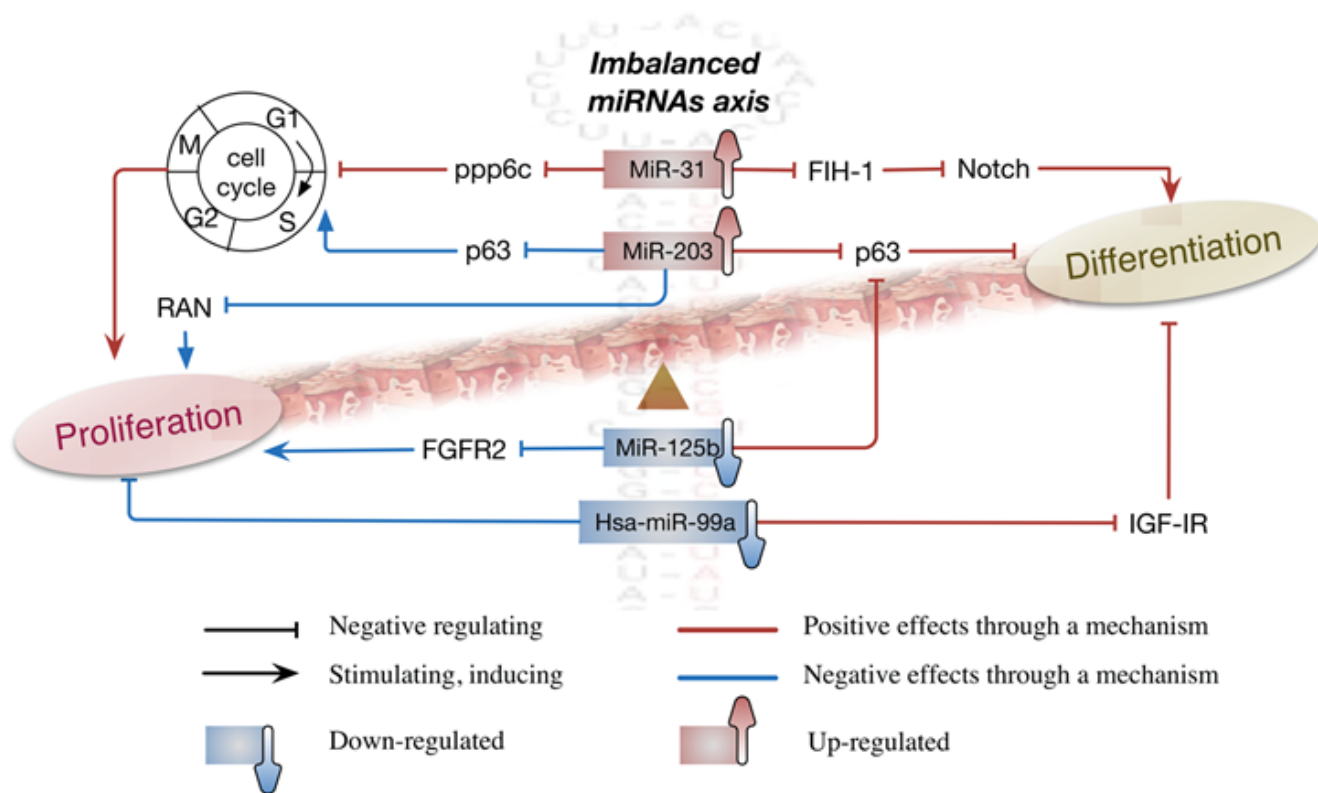 Imbalanced
miRNAs axis
G1
M
cell
cycle
G2
S
ppp6c
MiR-31
FIH-1
Notch
p63
MiR-203
p63
Differentiation
RAN
Proliferation
FGFR2
MiR-125b
Hsa-miR-99a
IGF-IR
Negative regulating
Positive effects through a mechanism
Stimulating, inducing
Negative effects through a mechanism
Down-regulated
Up-regulated